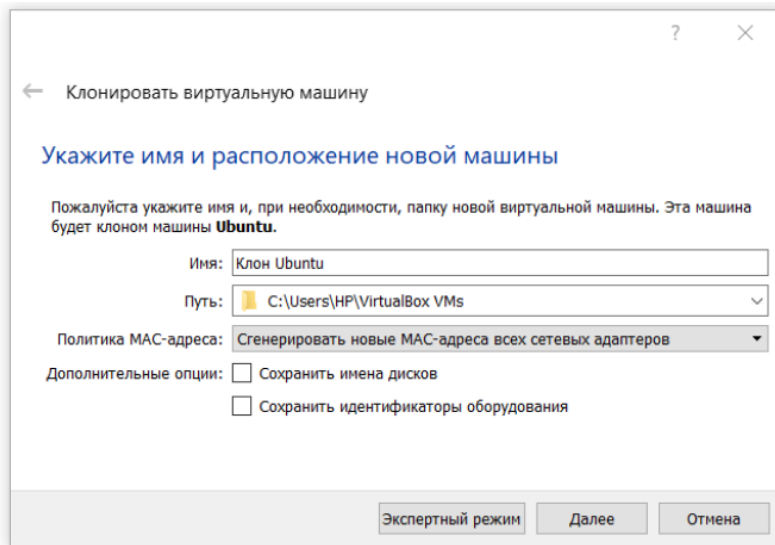 ?
Клонировать виртуальную машину
Укажите имя и расположение новой машины
Пожалуйста укажите имя и, при необходимости, папку новой виртуальной машины. Эта машина
будет клоном машины Ubuntu.
Имя: Клон Ubuntu
Путь: C:\Users\HP\VirtualBox VMs
Политика MAC-адреса: Сгенерировать новые MAC-адреса всех сетевых адаптеров
Дополнительные опции: Сохранить имена дисков
Сохранить идентификаторы оборудования
Экспертный режим Далее Отмена